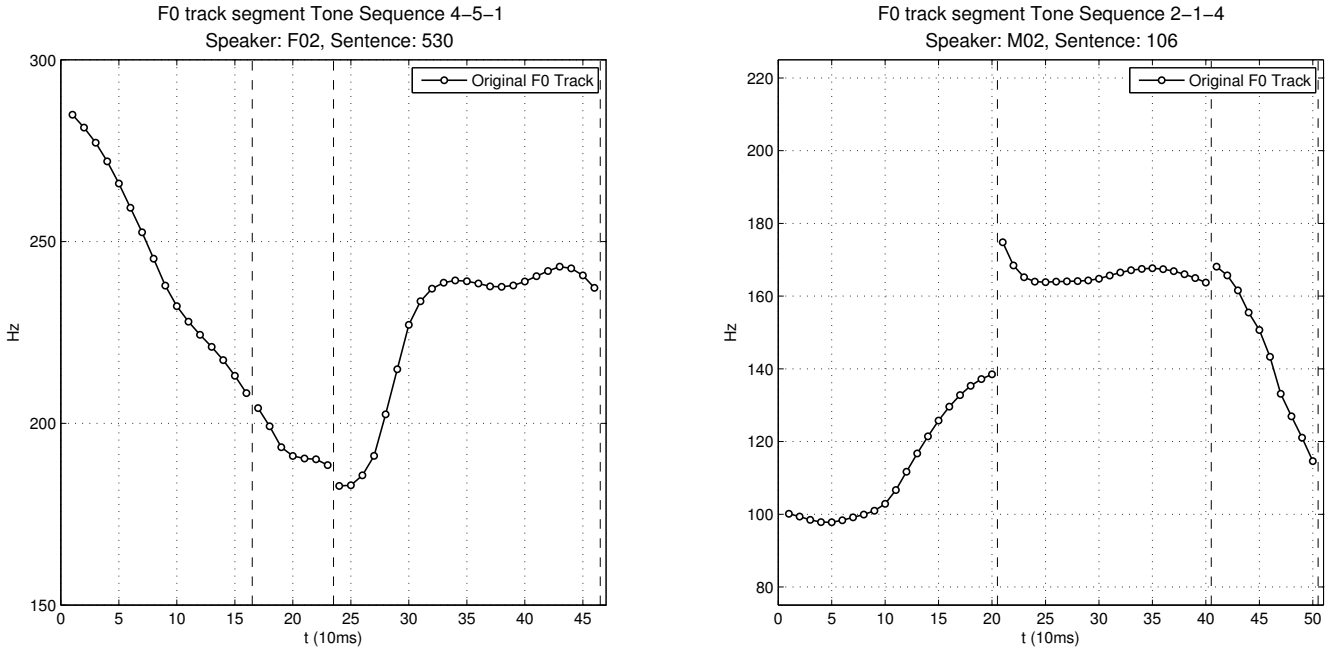 F0 track segment Tone Sequence 4−5−1
Speaker: F02, Sentence: 530
300
250
200
150
Hz
Original F0 Track
0 5 10 15 20 25 30 35 40 45
t (10ms)
F0 track segment Tone Sequence 2−1−4
Speaker: M02, Sentence: 106
220
200
180
160
140
120
100
80
Hz
Original F0 Track
0 5 10 15 20 25 30 35 40 45 50
t (10ms)